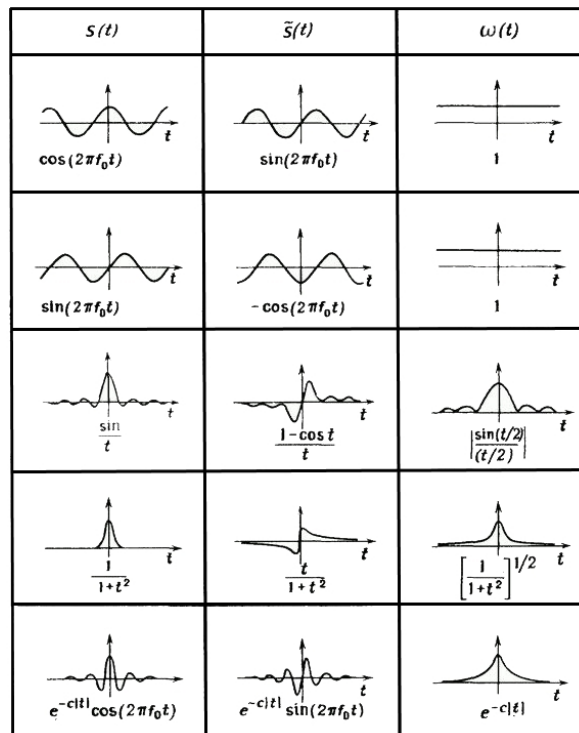 s(t) s̃(t) ω(t)
t t t
cos(2πf₀t) sin(2πf₀t) 1
t t t
sin(2πf₀t) -cos(2πf₀t) 1
t t t
sin/t (1-cos t)/t |sin(t/2)/(t/2)|
t t t
1/(1+t²) t/(1+t²) [1/(1+t²)]^1/2
t t t
e^-c|t| cos(2πf₀t) e^-c|t| sin(2πf₀t) e^-c|t|